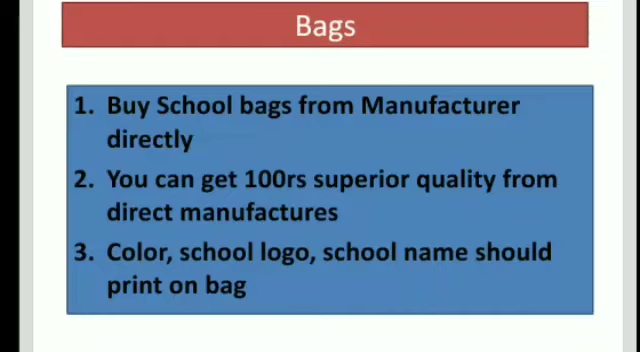 Bags
1. Buy School bags from Manufacturer
directly
2. You can get 100rs superior quality from
direct manufactures
3. Color, school logo, school name should
print on bag